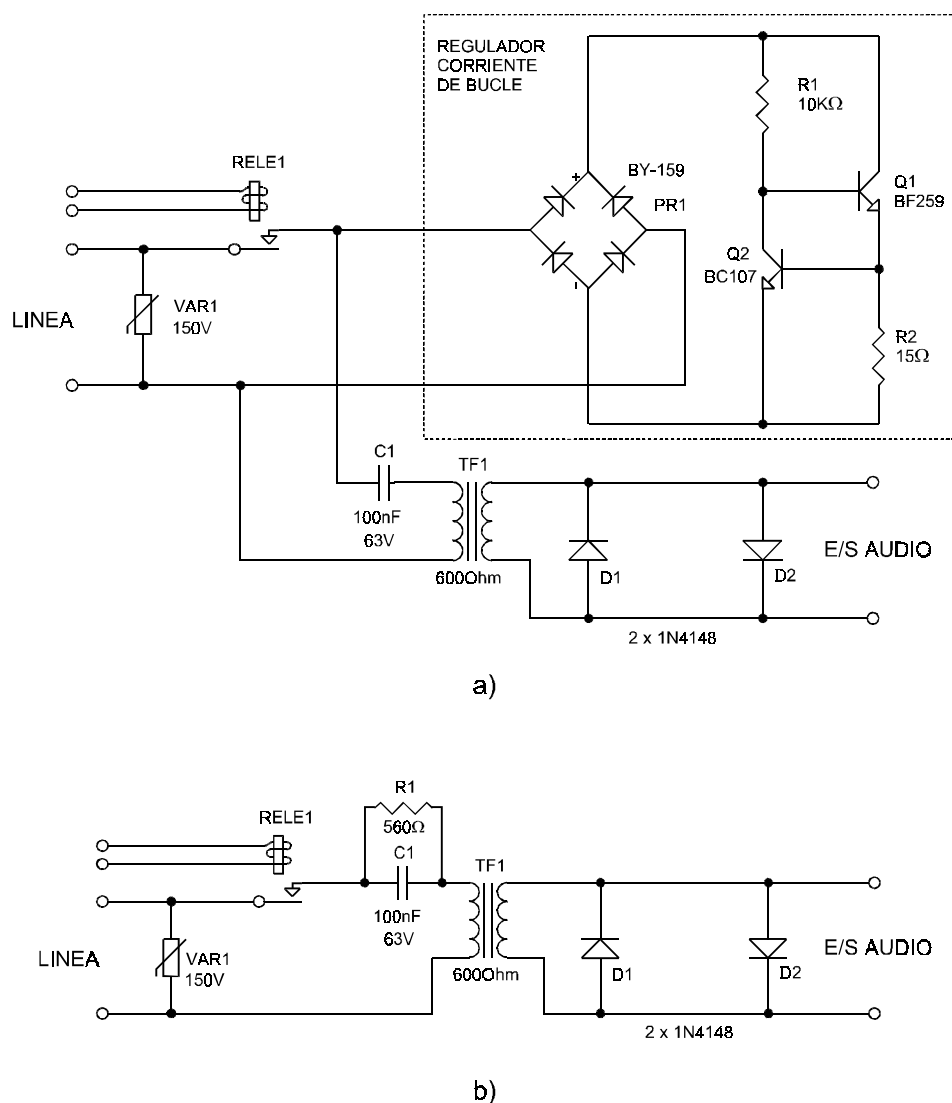 REGULADOR
CORRIENTE
DE BUCLE
R1
10KΩ
RELE1
BY-159
+
PR1
Q1
BF259
Q2
BC107
-
VAR1
150V
LINEA
R2
15Ω
C1
100nF
63V
TF1
600Ohm
D1
D2
E/S AUDIO
2 x 1N4148
a)
R1
560Ω
RELE1
C1
100nF
63V
TF1
600Ohm
VAR1
150V
LINEA
D1
D2
E/S AUDIO
2 x 1N4148
b)